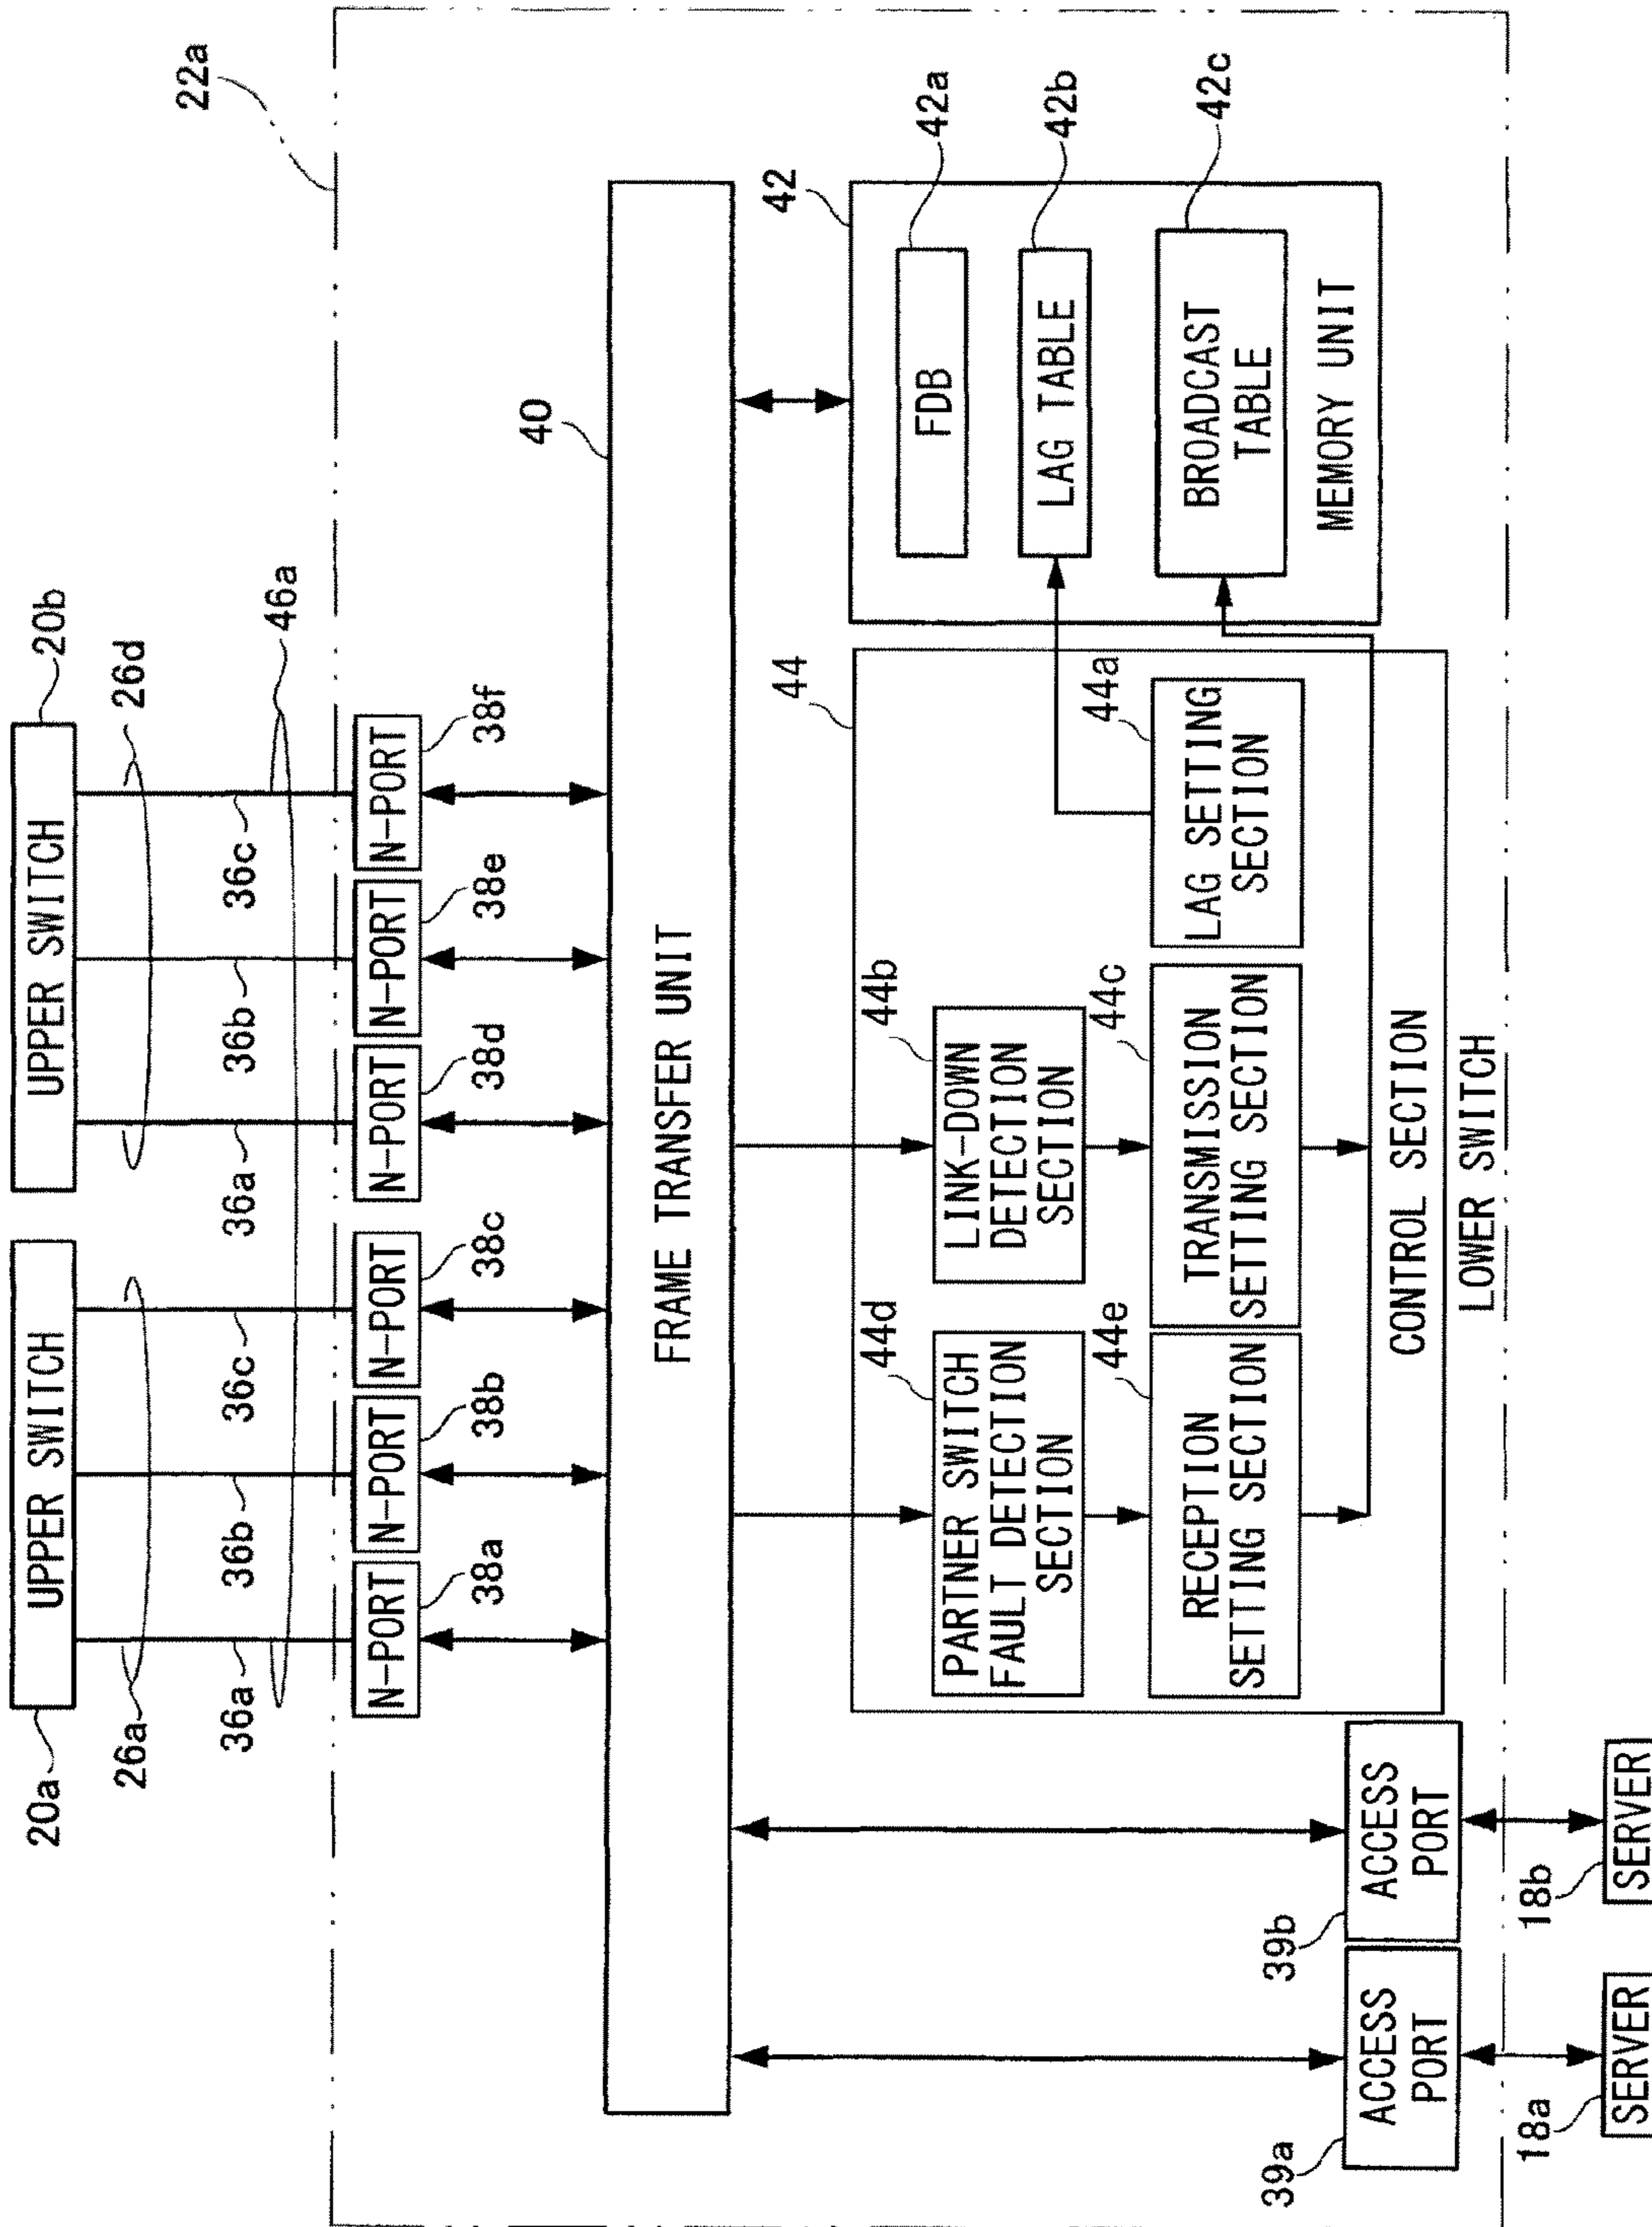 20a
UPPER SWITCH
UPPER SWITCH
20b
26a
26d
36a
36b
36c
36a
36b
36c
46a
22a
N-PORT
N-PORT
N-PORT
N-PORT
N-PORT
N-PORT
38a
38b
38c
38d
38e
38f
40
FRAME TRANSFER UNIT
44
42
44d
PARTNER SWITCH
FAULT DETECTION
SECTION
44b
LINK-DOWN
DETECTION
SECTION
FDB
42a
LAG TABLE
42b
44e
RECEPTION
SETTING SECTION
44c
TRANSMISSION
SETTING SECTION
44a
LAG SETTING
SECTION
BROADCAST
TABLE
42c
MEMORY UNIT
CONTROL SECTION
LOWER SWITCH
39a
ACCESS
PORT
39b
ACCESS
PORT
18a
SERVER
18b
SERVER